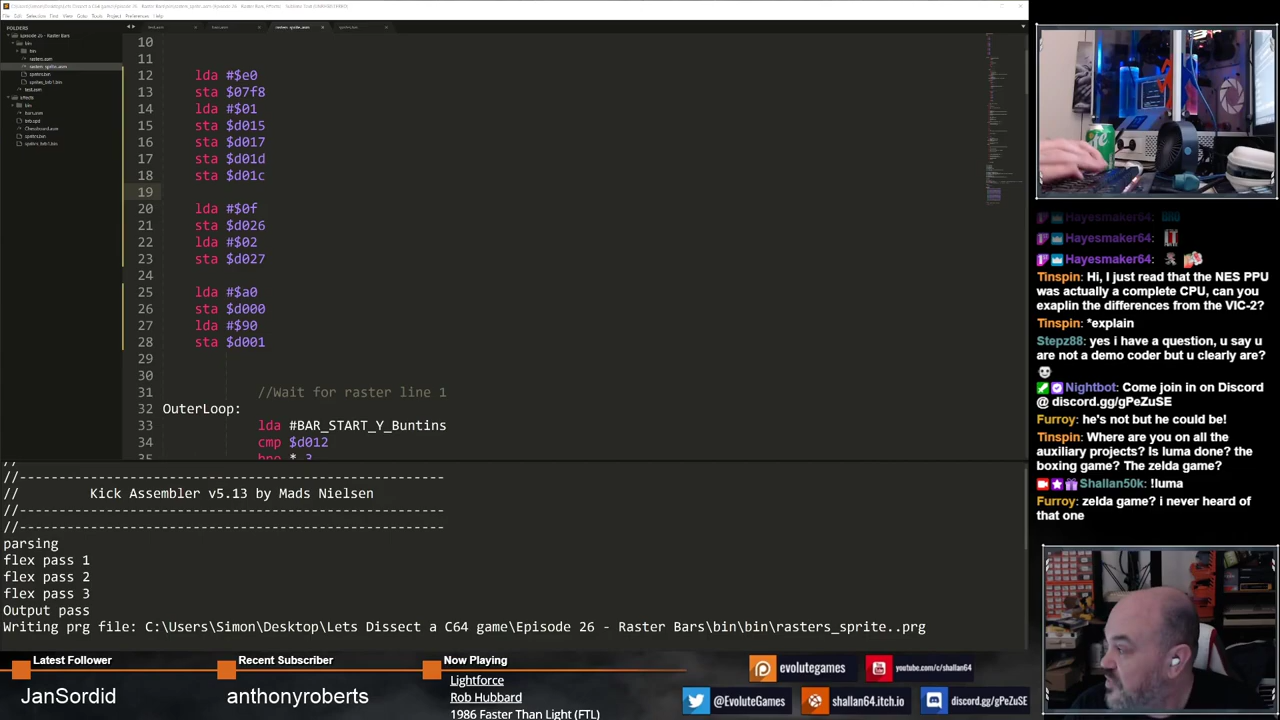 FOLDERS
10
11
12 lda #$e0
13 sta $07f8
14 lda #$01
15 sta $d015
16 sta $d017
17 sta $d01d
18 sta $d01c
19
20 lda #$0f
21 sta $d026
22 lda #$02
23 sta $d027
24
25 lda #$a0
26 sta $d000
27 lda #$90
28 sta $d001
29
30
31 //Wait for raster line 1
32 OuterLoop:
33 lda #BAR_START_Y_Buntins
34 cmp $d012
35
//---------------------------------------------------
// Kick Assembler v5.13 by Mads Nielsen
//---------------------------------------------------
//---------------------------------------------------
parsing
flex pass 1
flex pass 2
flex pass 3
Output pass
Writing prg file: C:\Users\Simon\Desktop\Lets Dissect a C64 game\Episode 26 - Raster Bars\bin\bin\rasters_sprite..prg
Hayesmaker64:
Hayesmaker64:
Hayesmaker64:
Tinspin: Hi, I just read that the NES PPU
was actually a complete CPU, can you
exaplin the differences from the VIC-2?
Tinspin: *explain
Stepz88: yes i have a question, u say u
are not a demo coder but u clearly are?
Nightbot: Come join in on Discord
@ discord.gg/gPeZuSE
Furroy: he's not but he could be!
Tinspin: Where are you on all the
auxiliary projects? Is luma done? the
boxing game? The zelda game?
Shallan50k: !luma
Furroy: zelda game? i never heard of
that one
Latest Follower
JanSordid
Recent Subscriber
anthonyroberts
Now Playing
Lightforce
Rob Hubbard
1986 Faster Than Light (FTL)
evolutegames
youtube.com/c/shallan64
@EvoluteGames
shallan64.itch.io
discord.gg/gPeZuSE